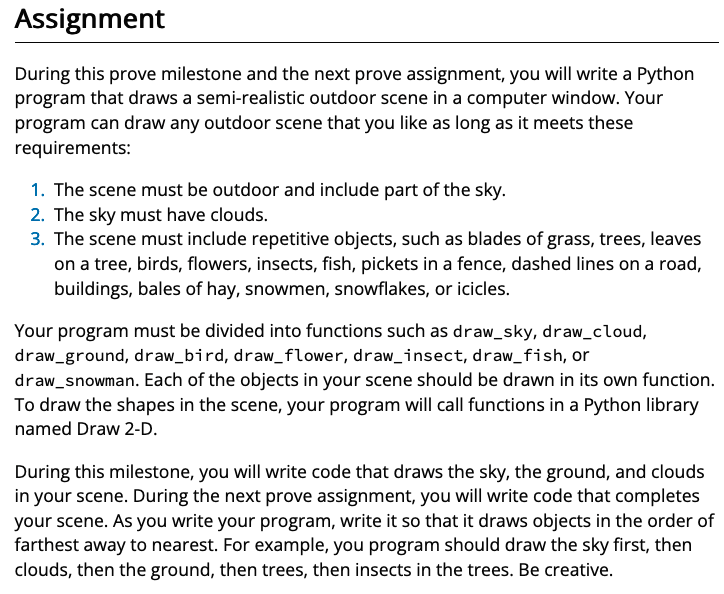 Assignment
During this prove milestone and the next prove assignment, you will write a Python
program that draws a semi-realistic outdoor scene in a computer window. Your
program can draw any outdoor scene that you like as long as it meets these
requirements:
1. The scene must be outdoor and include part of the sky.
2. The sky must have clouds.
3. The scene must include repetitive objects, such as blades of grass, trees, leaves
on a tree, birds, flowers, insects, fish, pickets in a fence, dashed lines on a road,
buildings, bales of hay, snowmen, snowflakes, or icicles.
Your program must be divided into functions such as draw_sky, draw_cloud,
draw_ground, draw_bird, draw_flower, draw_insect, draw_fish, or
draw_snowman. Each of the objects in your scene should be drawn in its own function.
To draw the shapes in the scene, your program will call functions in a Python library
named Draw 2-D.
During this milestone, you will write code that draws the sky, the ground, and clouds
in your scene. During the next prove assignment, you will write code that completes
your scene. As you write your program, write it so that it draws objects in the order of
farthest away to nearest. For example, you program should draw the sky first, then
clouds, then the ground, then trees, then insects in the trees. Be creative.